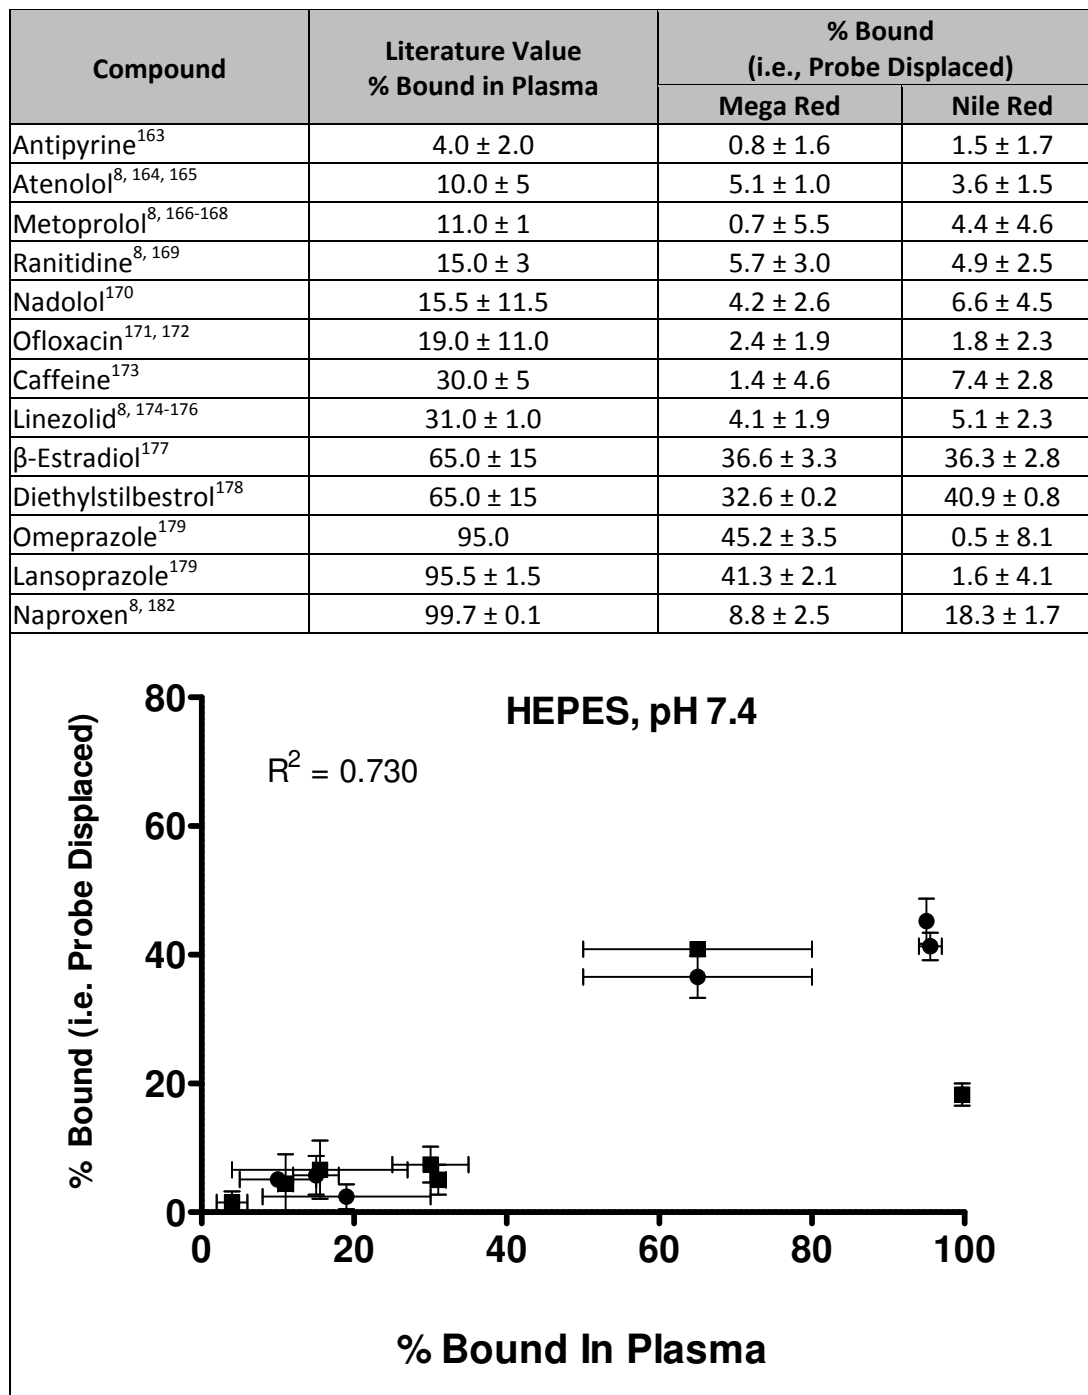 Compound Literature Value % Bound in Plasma % Bound (i.e., Probe Displaced)
Mega Red Nile Red
Antipyrine163 4.0 ± 2.0 0.8 ± 1.6 1.5 ± 1.7
Atenolol8, 164, 165 10.0 ± 5 5.1 ± 1.0 3.6 ± 1.5
Metoprolol8, 166-168 11.0 ± 1 0.7 ± 5.5 4.4 ± 4.6
Ranitidine8, 169 15.0 ± 3 5.7 ± 3.0 4.9 ± 2.5
Nadolol170 15.5 ± 11.5 4.2 ± 2.6 6.6 ± 4.5
Ofloxacin171, 172 19.0 ± 11.0 2.4 ± 1.9 1.8 ± 2.3
Caffeine173 30.0 ± 5 1.4 ± 4.6 7.4 ± 2.8
Linezolid8, 174-176 31.0 ± 1.0 4.1 ± 1.9 5.1 ± 2.3
β-Estradiol177 65.0 ± 15 36.6 ± 3.3 36.3 ± 2.8
Diethylstilbestrol178 65.0 ± 15 32.6 ± 0.2 40.9 ± 0.8
Omeprazole179 95.0 45.2 ± 3.5 0.5 ± 8.1
Lansoprazole179 95.5 ± 1.5 41.3 ± 2.1 1.6 ± 4.1
Naproxen8, 182 99.7 ± 0.1 8.8 ± 2.5 18.3 ± 1.7
HEPES, pH 7.4
R2 = 0.730
% Bound (i.e. Probe Displaced)
80
60
40
20
0
0 20 40 60 80 100
% Bound In Plasma